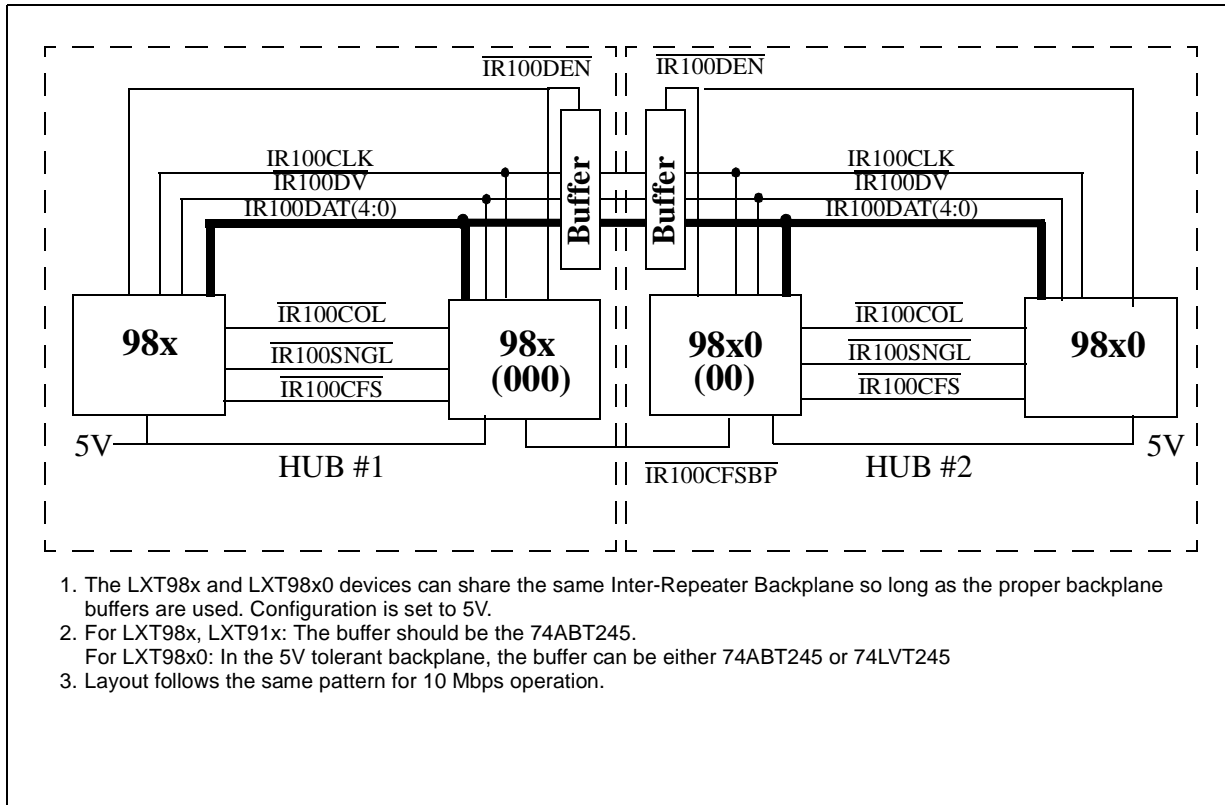 IR100DEN
IR100DEN
Buffer
Buffer
IR100CLK
IR100CLK
IR100DV
IR100DV
IR100DAT(4:0)
IR100DAT(4:0)
98x
IR100COL
IR100SNGL
IR100CFS
98x
(000)
98x0
(00)
IR100COL
IR100SNGL
IR100CFS
98x0
5V
HUB #1
IR100CFSBP
HUB #2
5V
1. The LXT98x and LXT98x0 devices can share the same Inter-Repeater Backplane so long as the proper backplane
buffers are used. Configuration is set to 5V.
2. For LXT98x, LXT91x: The buffer should be the 74ABT245.
For LXT98x0: In the 5V tolerant backplane, the buffer can be either 74ABT245 or 74LVT245
3. Layout follows the same pattern for 10 Mbps operation.